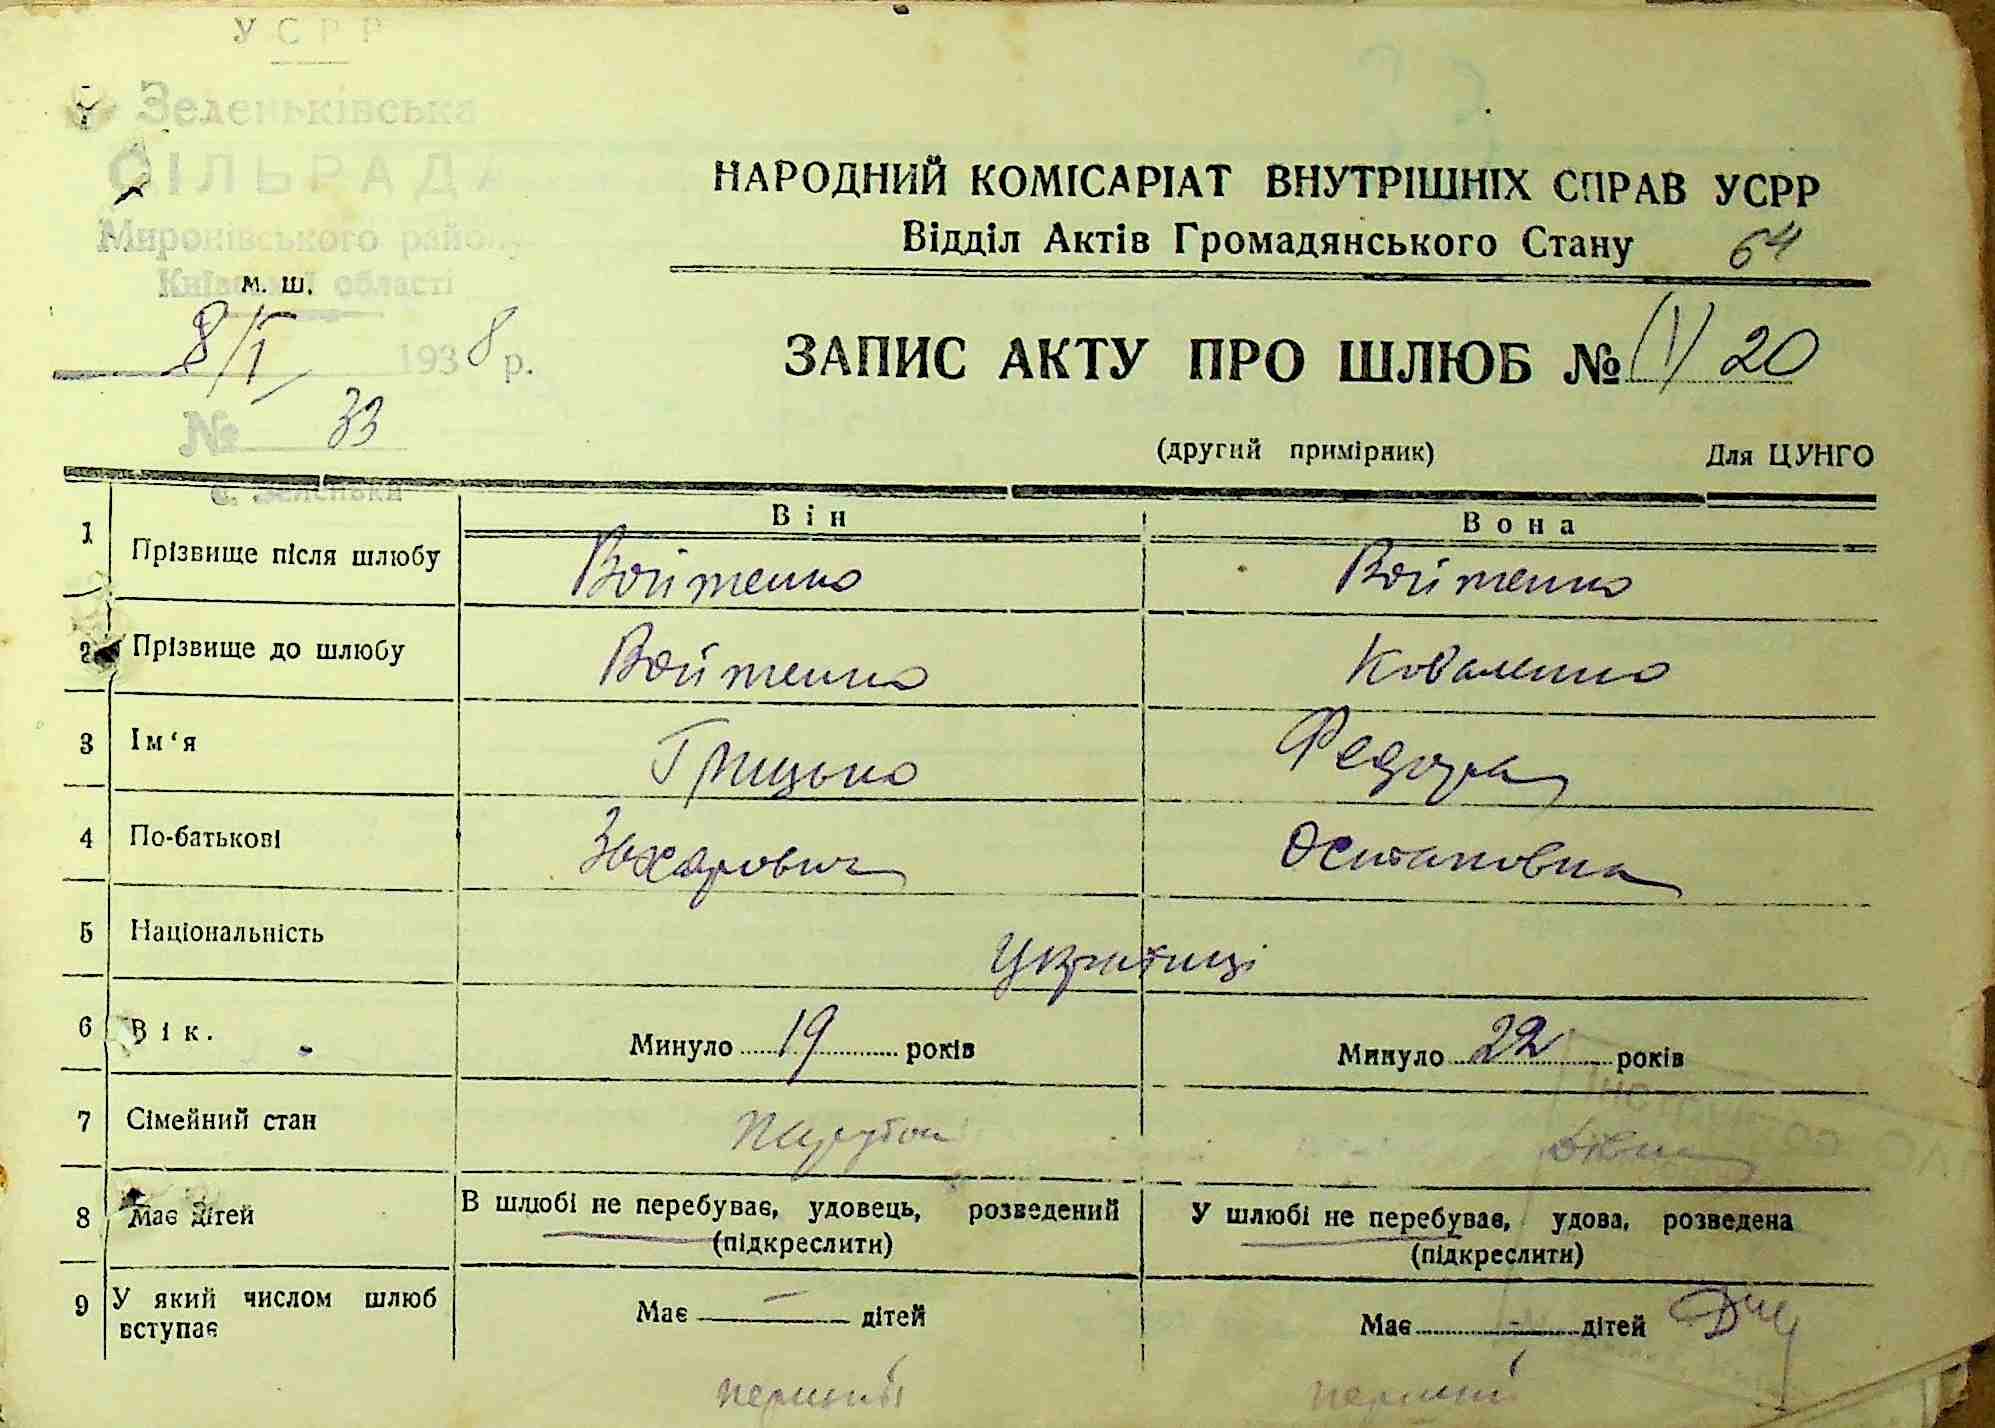 УСРР
Зеленьківська
СІЛЬРАДА
Миронівського району
Київської області
м. ш.
8/I 1938 р.
№ 33
с. Зеленьки
НАРОДНИЙ КОМІСАРІАТ ВНУТРІШНІХ СПРАВ УСРР
Відділ Актів Громадянського Стану 64
ЗАПИС АКТУ ПРО ШЛЮБ № (1) 20
(другий примірник) Для ЦУНГО
Він Вона
1 Прізвище після шлюбу Войтенко Войтенко
2 Прізвище до шлюбу Войтенко Коваленко
3 Ім‘я Грицько Федора
4 По-батькові Захарович Остаповна
5 Національність Українці
6 Вік. Минуло 19 років Минуло 22 років
7 Сімейний стан Парубок Дівка
8 Має дітей В шлюбі не перебуває, удовець, розведений У шлюбі не перебуває, удова, розведена
(підкреслити) (підкреслити)
9 У який числом шлюб вступає Має — дітей Має - дітей
перший перший